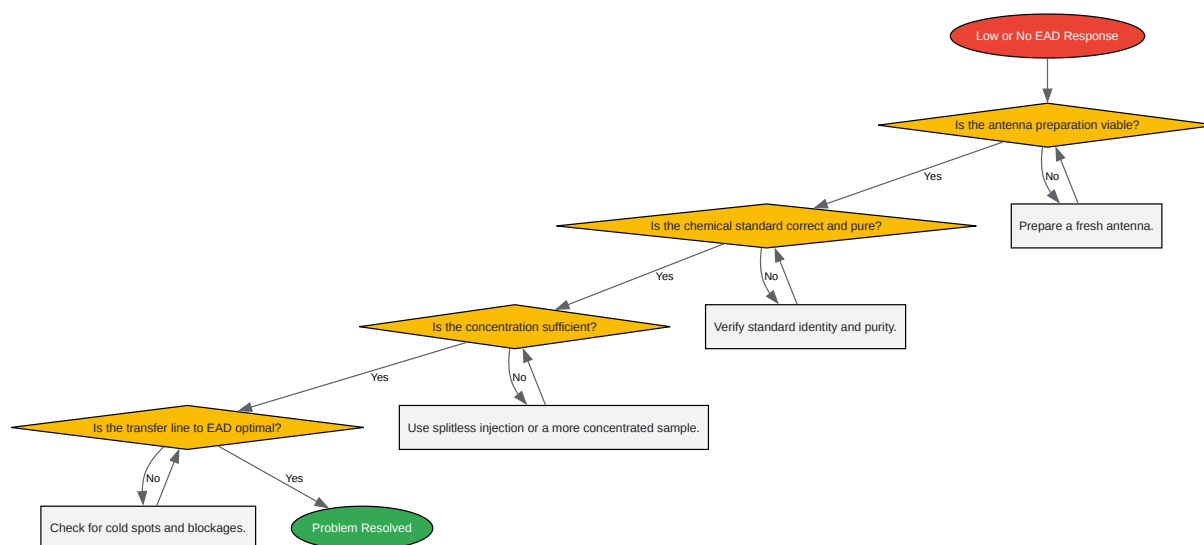 Low or No EAD Response
Is the antenna preparation viable?
Yes
No
Is the chemical standard correct and pure?
Prepare a fresh antenna.
Yes
No
Is the concentration sufficient?
Verify standard identity and purity.
Yes
No
Is the transfer line to EAD optimal?
Use splitless injection or a more concentrated sample.
No
Yes
Check for cold spots and blockages.
Problem Resolved